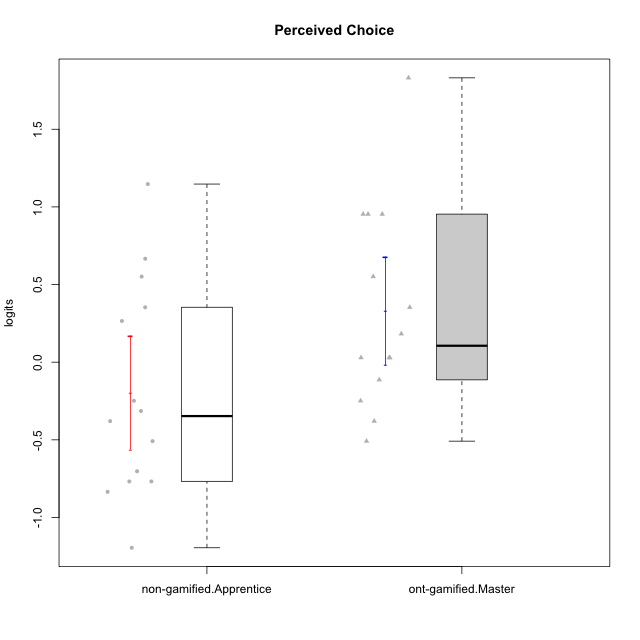 Perceived Choice
logits
1.5
1.0
0.5
0.0
-0.5
-1.0
non-gamified.Apprentice
ont-gamified.Master